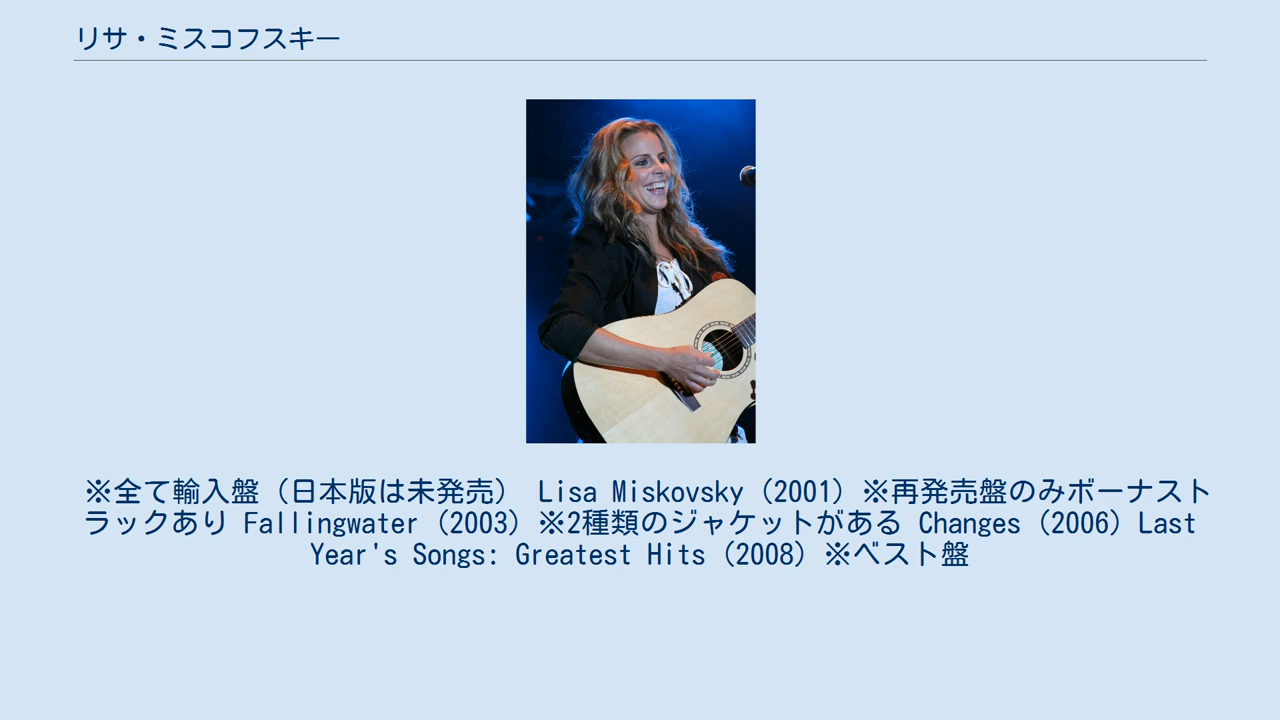 リサ・ミスコフスキー
※全て輸入盤（日本版は未発売） Lisa Miskovsky（2001）※再発売盤のみボーナスト
ラックあり Fallingwater（2003）※2種類のジャケットがある Changes（2006）Last
Year's Songs: Greatest Hits（2008）※ベスト盤